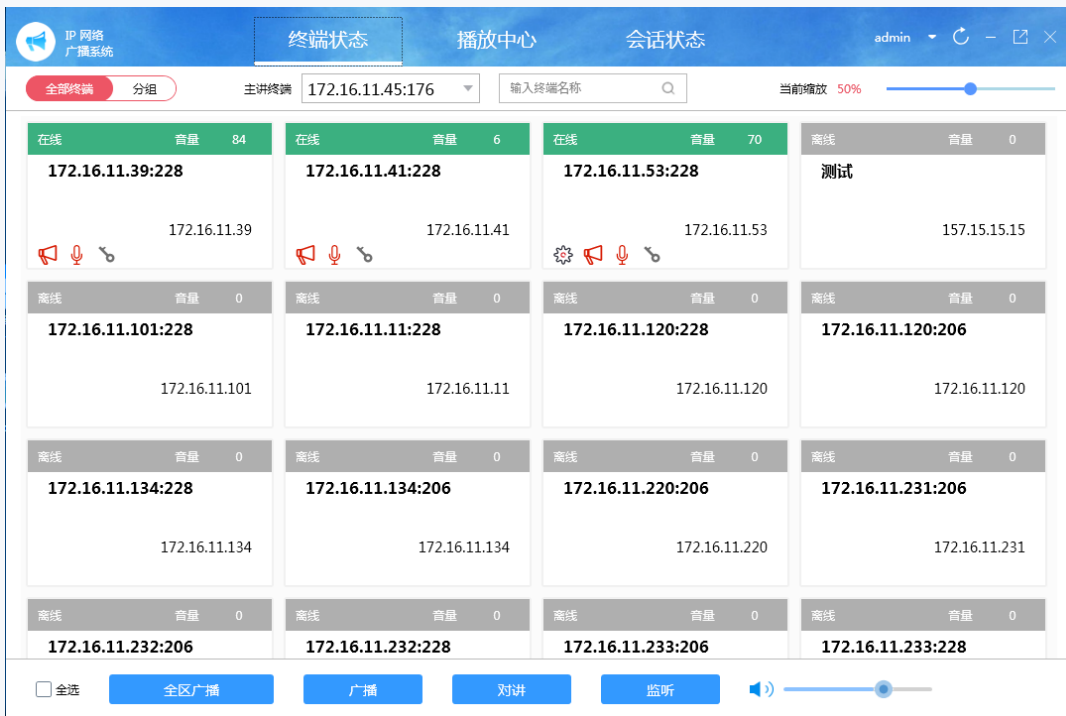 IP 网络
广播系统
终端状态 播放中心 会话状态 admin
全部终端 分组 主讲终端 172.16.11.45:176 输入终端名称 当前缩放 50%
在线 音量 84 在线 音量 6 在线 音量 70 离线 音量 0
172.16.11.39:228 172.16.11.41:228 172.16.11.53:228 测试
172.16.11.39 172.16.11.41 172.16.11.53 157.15.15.15
离线 音量 0 离线 音量 0 离线 音量 0 离线 音量 0
172.16.11.101:228 172.16.11.11:228 172.16.11.120:228 172.16.11.120:206
172.16.11.101 172.16.11.11 172.16.11.120 172.16.11.120
离线 音量 0 离线 音量 0 离线 音量 0 离线 音量 0
172.16.11.134:228 172.16.11.134:206 172.16.11.220:206 172.16.11.231:206
172.16.11.134 172.16.11.134 172.16.11.220 172.16.11.231
离线 音量 0 离线 音量 0 离线 音量 0 离线 音量 0
172.16.11.232:206 172.16.11.232:228 172.16.11.233:206 172.16.11.233:228
全选 全区广播 广播 对讲 监听